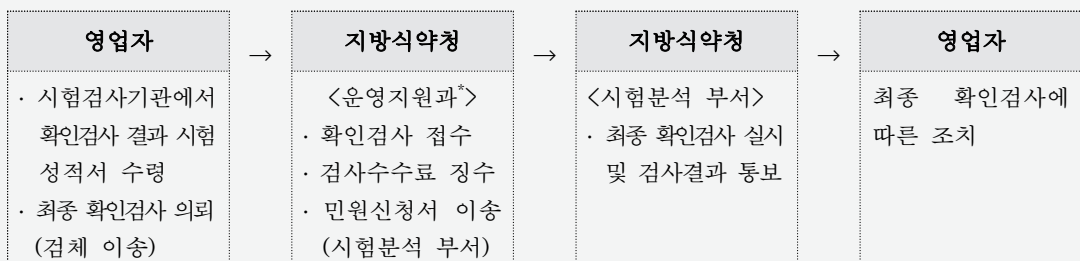 영업자
· 시험검사기관에서
확인검사 결과 시험
성적서 수령
· 최종 확인검사 의뢰
(검체 이송)
→
지방식약청
<운영지원과*>
· 확인검사 접수
· 검사수수료 징수
· 민원신청서 이송
(시험분석 부서)
→
지방식약청
<시험분석 부서>
· 최종 확인검사 실시
및 검사결과 통보
→
영업자
최종 확인검사에
따른 조치